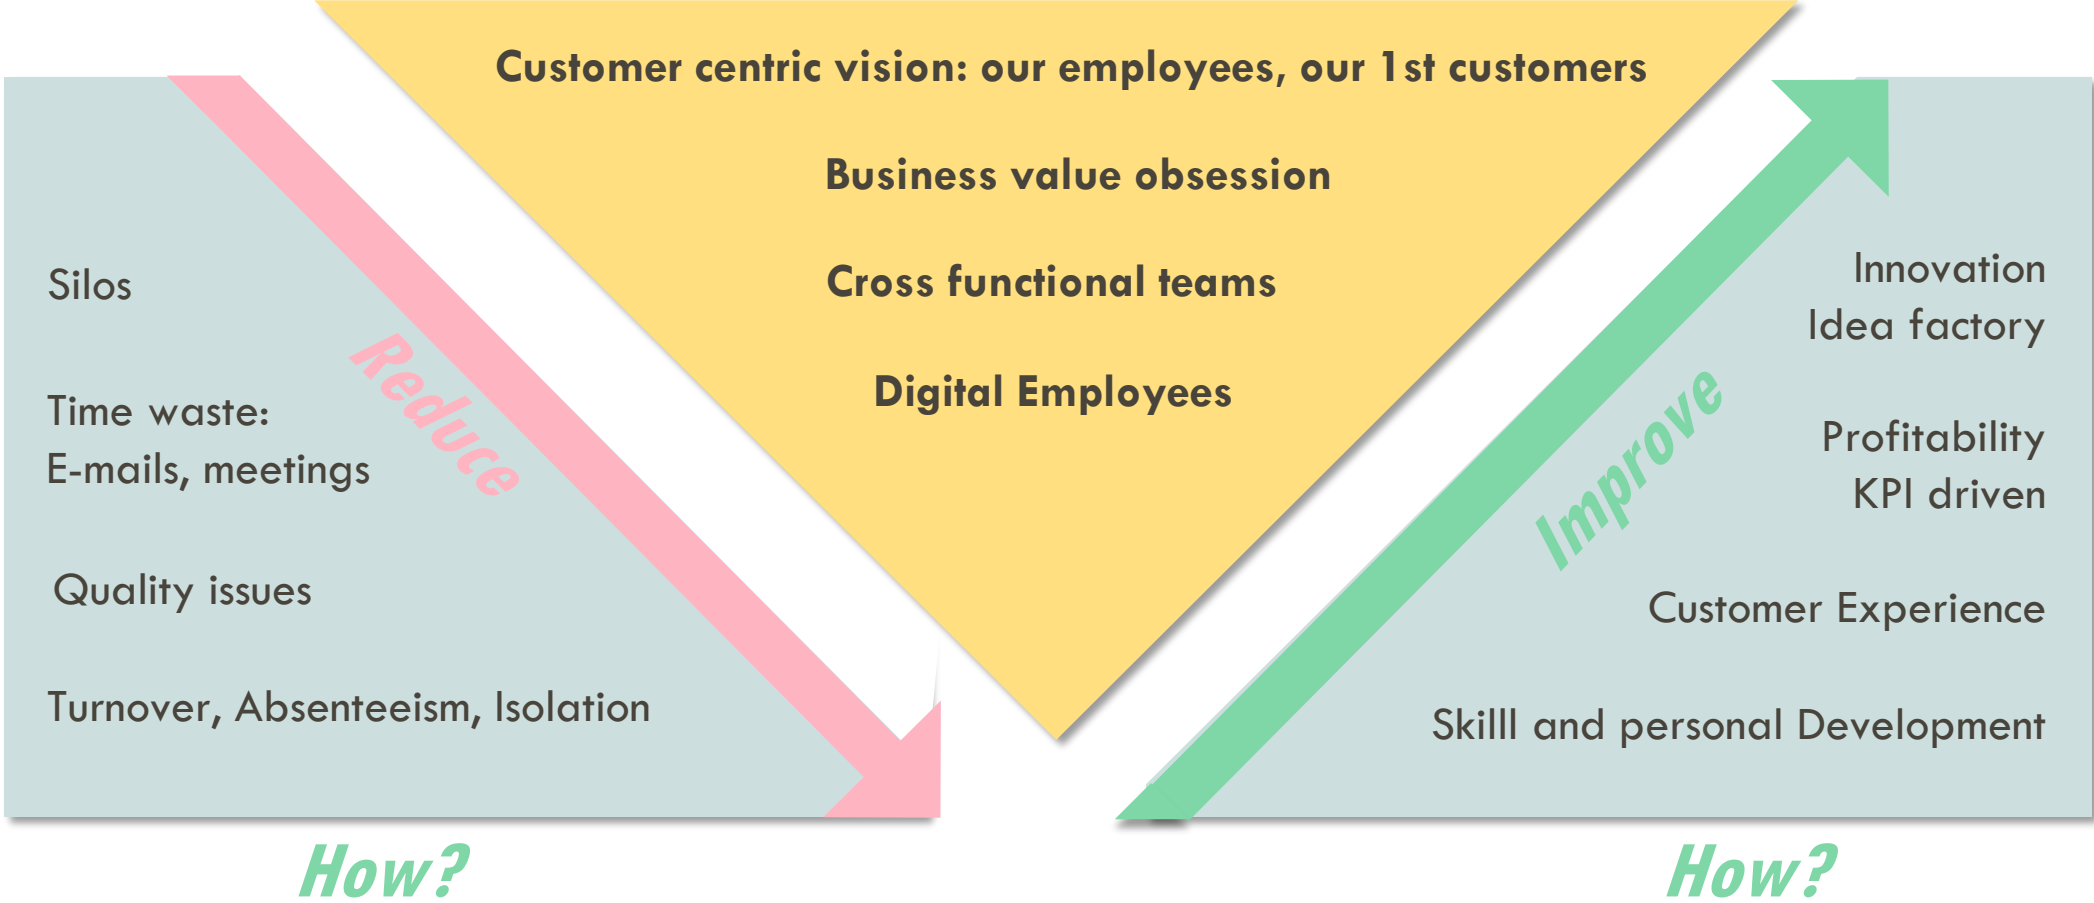 Customer centric vision: our employees, our 1st customers
Business value obsession
Cross functional teams
Digital Employees
Silos
Time waste:
E-mails, meetings
Quality issues
Turnover, Absenteeism, Isolation
Reduce
How?
Improve
Innovation
Idea factory
Profitability
KPI driven
Customer Experience
Skilll and personal Development
How?